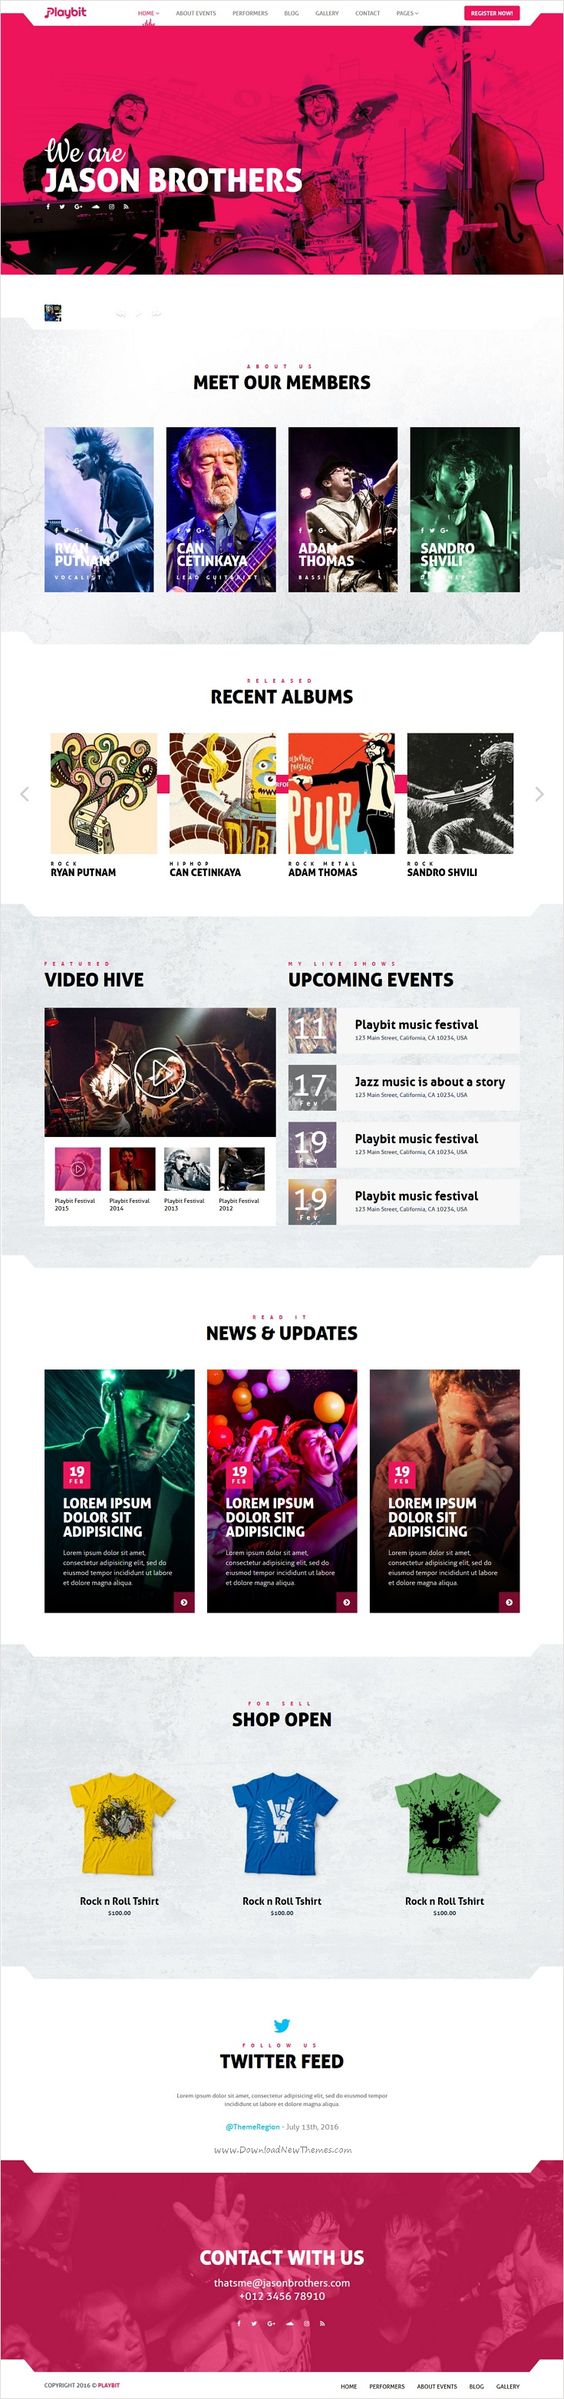 Playbit
HOME ABOUT EVENTS PERFORMERS BLOG GALLERY CONTACT PAGES REGISTER NOW!
We are
JASON BROTHERS
ABOUT US
MEET OUR MEMBERS
RYAN PUTNAM
VOCALIST
CAN CETINKAYA
LEAD GUITARIST
ADAM THOMAS
SANDRO SHVILI
RELEASED
RECENT ALBUMS
PULP
ROCK
RYAN PUTNAM
HIPHOP
CAN CETINKAYA
ROCK METAL
ADAM THOMAS
ROCK
SANDRO SHVILI
FEATURED
VIDEO HIVE
Playbit Festival 2015
Playbit Festival 2014
Playbit Festival 2013
Playbit Festival 2012
MY LIVE SHOWS
UPCOMING EVENTS
11
Playbit music festival
123 Main Street, California, CA 10234, USA
17
Fev
Jazz music is about a story
123 Main Street, California, CA 10234, USA
19
Playbit music festival
123 Main Street, California, CA 10234, USA
19
Fev
Playbit music festival
123 Main Street, California, CA 10234, USA
READ IT
NEWS & UPDATES
19
FEB
LOREM IPSUM
DOLOR SIT
ADIPISICING
Lorem ipsum dolor sit amet,
consectetur adipisicing elit, sed do
eiusmod tempor incididunt ut labore
et dolore magna aliqua.
19
FEB
LOREM IPSUM
DOLOR SIT
ADIPISICING
Lorem ipsum dolor sit amet,
consectetur adipisicing elit, sed do
eiusmod tempor incididunt ut labore
et dolore magna aliqua.
19
FEB
LOREM IPSUM
DOLOR SIT
ADIPISICING
Lorem ipsum dolor sit amet,
consectetur adipisicing elit, sed do
eiusmod tempor incididunt ut labore
et dolore magna aliqua.
FOR SELL
SHOP OPEN
Rock n Roll Tshirt
$100.00
Rock n Roll Tshirt
$100.00
Rock n Roll Tshirt
$100.00
FOLLOW US
TWITTER FEED
Lorem ipsum dolor sit amet, consectetur adipisicing elit, sed do eiusmod tempor
incididunt ut labore et dolore magna aliqua.
@ThemeRegion - July 13th, 2016
www.DownloadNewThemes.com
CONTACT WITH US
thatsme@jasonbrothers.com
+012 3456 78910
COPYRIGHT 2016 © PLAYBIT
HOME PERFORMERS ABOUT EVENTS BLOG GALLERY